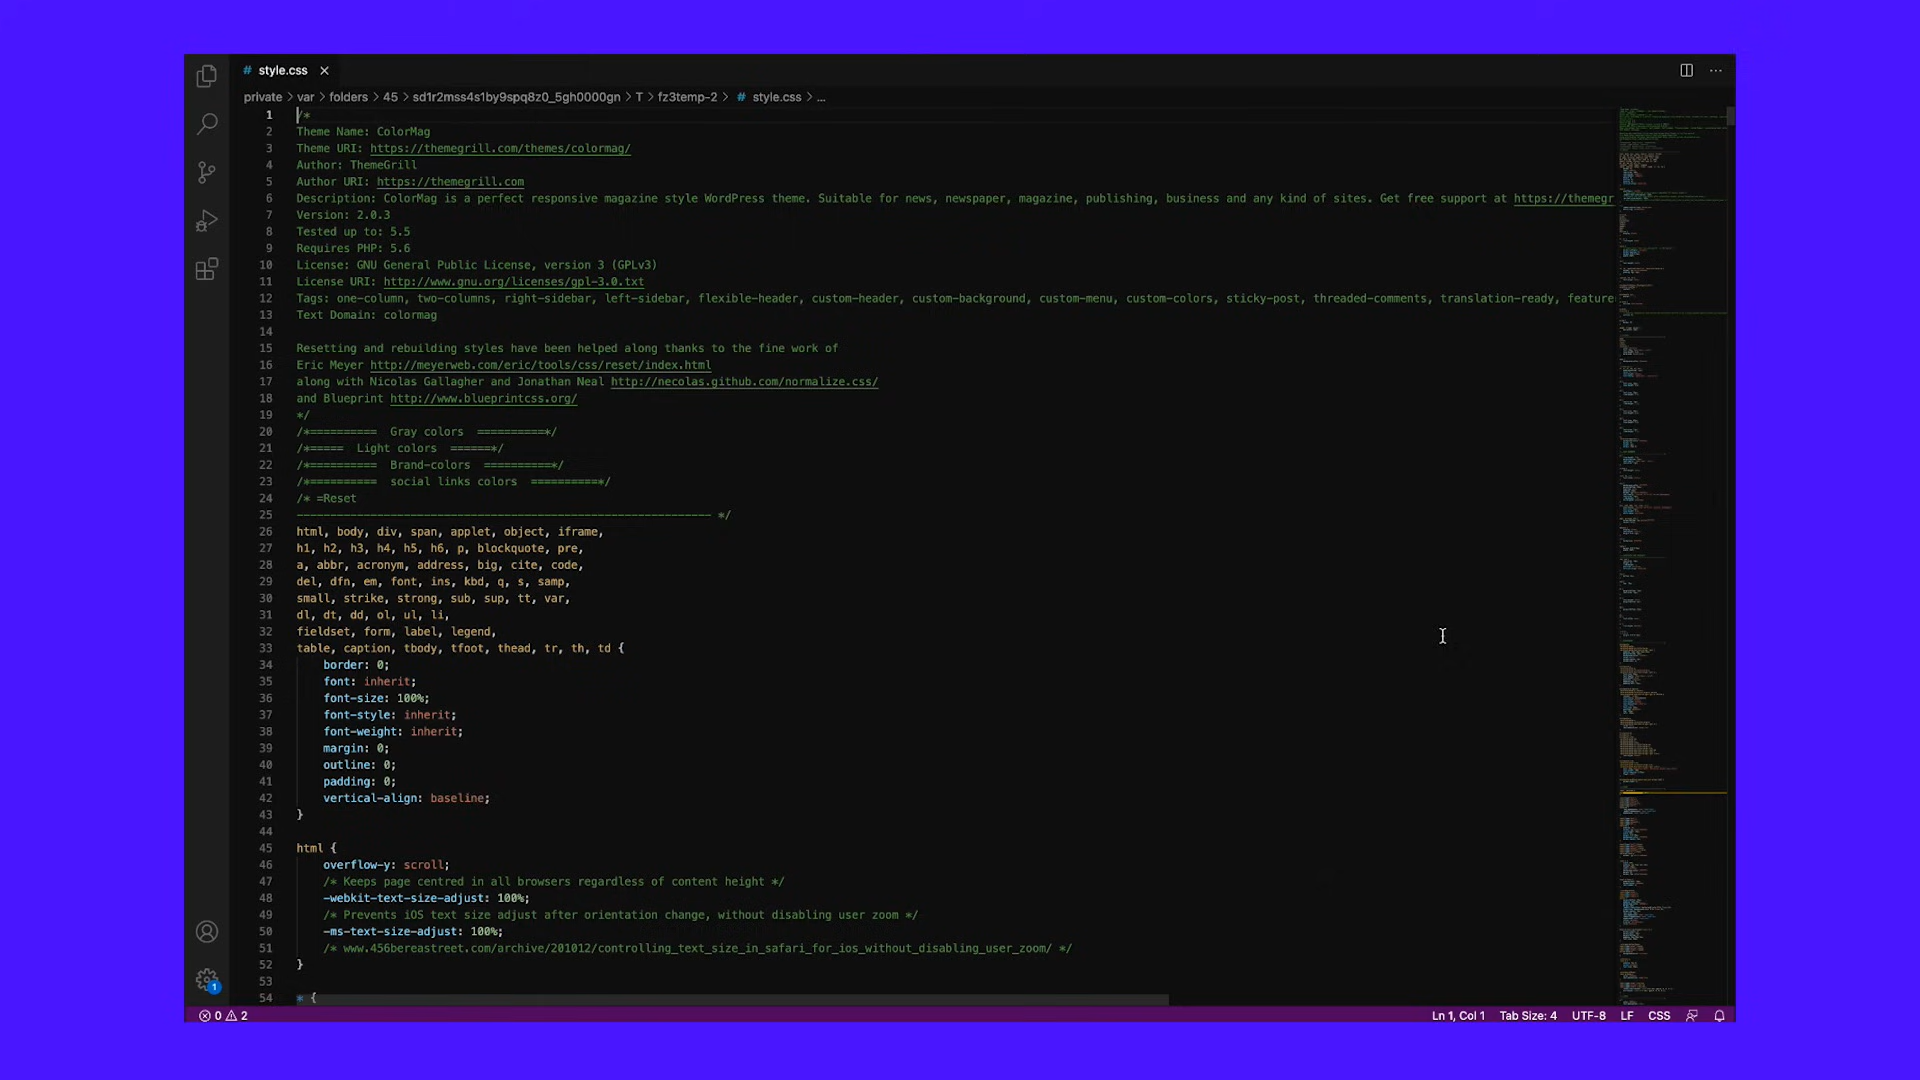 # style.css ×
private > var > folders > 45 > sd1r2mss4s1by9spq8z0_5gh0000gn > T > fz3temp-2 > # style.css > ...
1 /*
2 Theme Name: ColorMag
3 Theme URI: https://themegrill.com/themes/colormag/
4 Author: ThemeGrill
5 Author URI: https://themegrill.com
6 Description: ColorMag is a perfect responsive magazine style WordPress theme. Suitable for news, newspaper, magazine, publishing, business and any kind of sites. Get free support at https://themegr
7 Version: 2.0.3
8 Tested up to: 5.5
9 Requires PHP: 5.6
10 License: GNU General Public License, version 3 (GPLv3)
11 License URI: http://www.gnu.org/licenses/gpl-3.0.txt
12 Tags: one-column, two-columns, right-sidebar, left-sidebar, flexible-header, custom-header, custom-background, custom-menu, custom-colors, sticky-post, threaded-comments, translation-ready, feature
13 Text Domain: colormag
14
15 Resetting and rebuilding styles have been helped along thanks to the fine work of
16 Eric Meyer http://meyerweb.com/eric/tools/css/reset/index.html
17 along with Nicolas Gallagher and Jonathan Neal http://necolas.github.com/normalize.css/
18 and Blueprint http://www.blueprintcss.org/
19 */
20 /*==========  Gray colors  ==========*/
21 /*=====  Light colors  ======*/
22 /*==========  Brand-colors  ==========*/
23 /*==========  social links colors  ==========*/
24 /* =Reset
25 -------------------------------------------------------------- */
26 html, body, div, span, applet, object, iframe,
27 h1, h2, h3, h4, h5, h6, p, blockquote, pre,
28 a, abbr, acronym, address, big, cite, code,
29 del, dfn, em, font, ins, kbd, q, s, samp,
30 small, strike, strong, sub, sup, tt, var,
31 dl, dt, dd, ol, ul, li,
32 fieldset, form, label, legend,
33 table, caption, tbody, tfoot, thead, tr, th, td {
34 border: 0;
35 font: inherit;
36 font-size: 100%;
37 font-style: inherit;
38 font-weight: inherit;
39 margin: 0;
40 outline: 0;
41 padding: 0;
42 vertical-align: baseline;
43 }
44
45 html {
46 overflow-y: scroll;
47 /* Keeps page centred in all browsers regardless of content height */
48 -webkit-text-size-adjust: 100%;
49 /* Prevents iOS text size adjust after orientation change, without disabling user zoom */
50 -ms-text-size-adjust: 100%;
51 /* www.456bereastreet.com/archive/201012/controlling_text_size_in_safari_for_ios_without_disabling_user_zoom/ */
52 }
53
54 * {
1
0 2 Ln 1, Col 1 Tab Size: 4 UTF-8 LF CSS